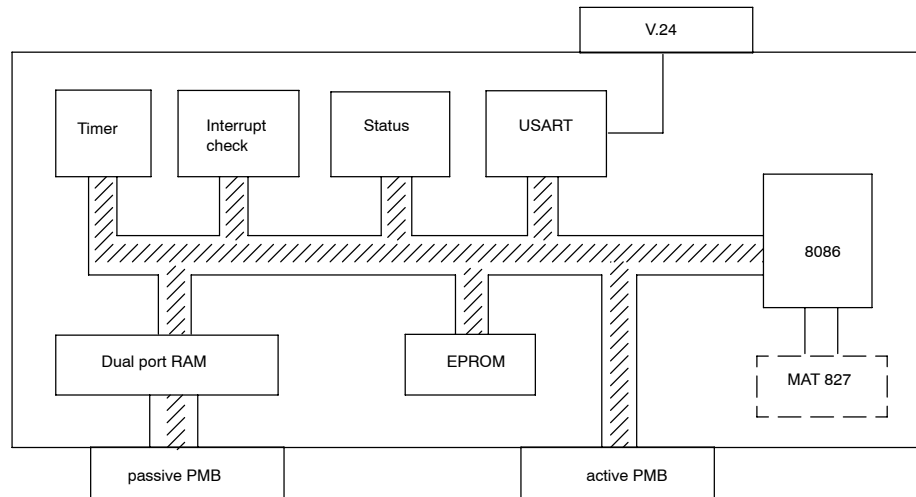 V.24
Timer
Interrupt
check
Status
USART
8086
Dual port RAM
EPROM
MAT 827
passive PMB
active PMB